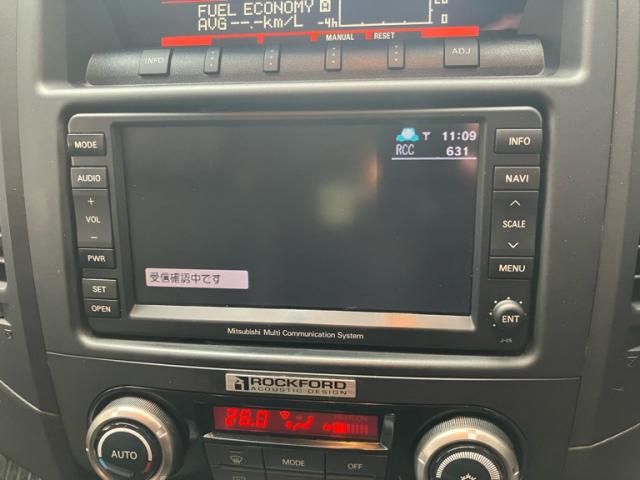 FUEL ECONOMY A
AVG --.-km/L -4h 0
MANUAL RESET
INFO
ADJ
MODE
11:09
INFO
RCC 631
AUDIO
NAVI
+
VOL
−
SCALE
PWR
MENU
受信確認中です
SET
OPEN
ENT
Mitsubishi Multi Communication System
ROCKFORD
ACOUSTIC DESIGN
26.0
AUTO
MODE
OFF